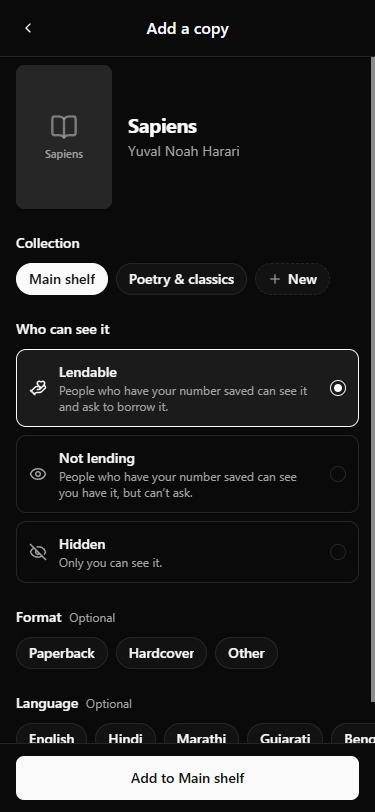 Add a copy
Sapiens
Sapiens
Yuval Noah Harari
Collection
Main shelf
Poetry & classics
+ New
Who can see it
Lendable
People who have your number saved can see it
and ask to borrow it.
Not lending
People who have your number saved can see
you have it, but can't ask.
Hidden
Only you can see it.
Format Optional
Paperback
Hardcover
Other
Language Optional
English
Hindi
Marathi
Gujarati
Add to Main shelf